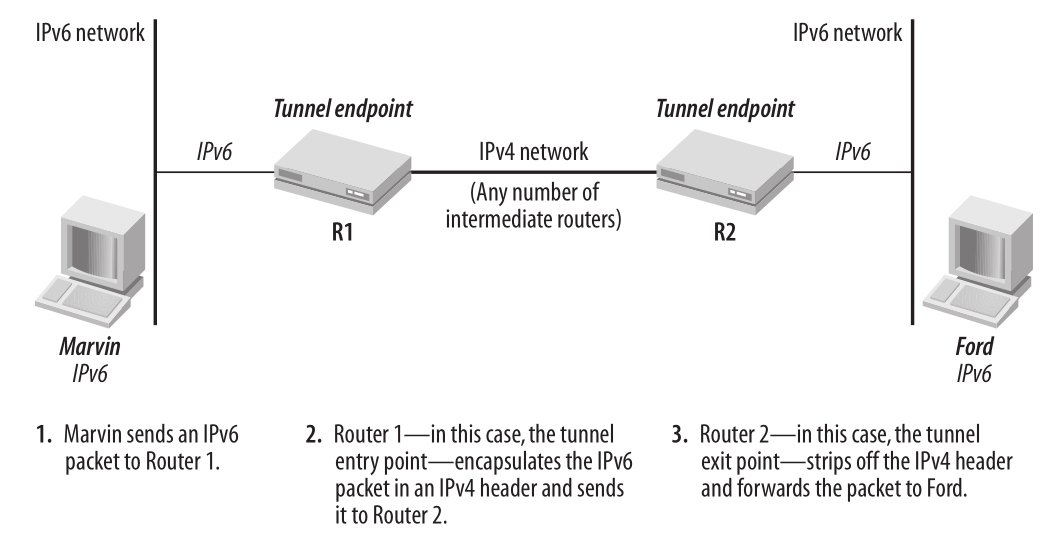 IPv6 network
IPv6 network
Tunnel endpoint
Tunnel endpoint
IPv6
IPv4 network
IPv6
(Any number of
intermediate routers)
R1
R2
Marvin
IPv6
Ford
IPv6
1. Marvin sends an IPv6
packet to Router 1.
2. Router 1—in this case, the tunnel
entry point—encapsulates the IPv6
packet in an IPv4 header and sends
it to Router 2.
3. Router 2—in this case, the tunnel
exit point—strips off the IPv4 header
and forwards the packet to Ford.